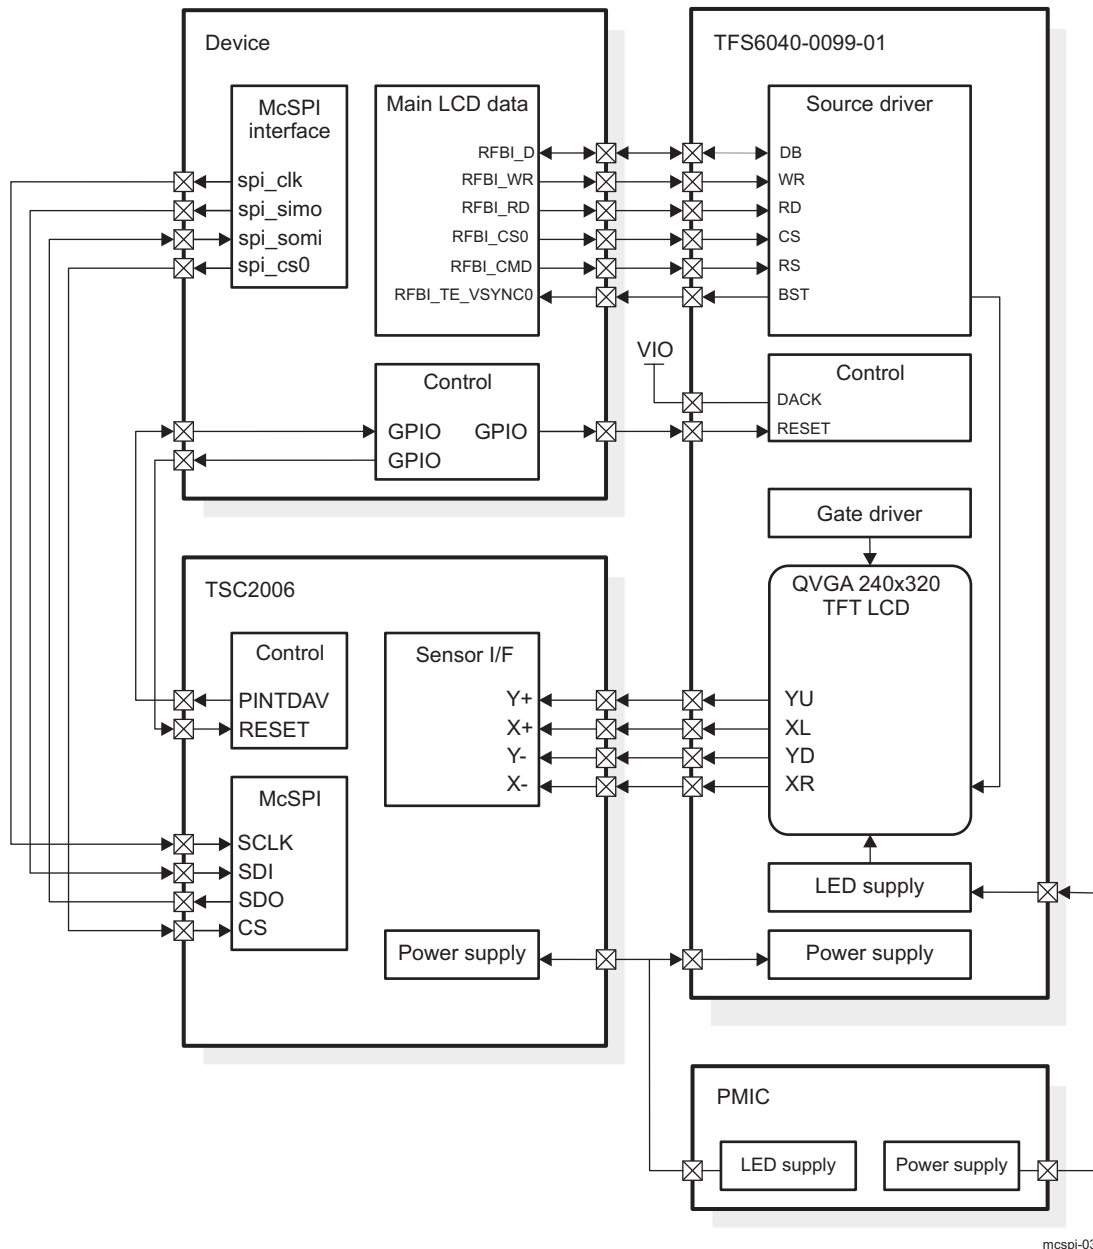 Device
McSPI
interface
spi_clk
spi_simo
spi_somi
spi_cs0
Main LCD data
RFBI_D
RFBI_WR
RFBI_RD
RFBI_CS0
RFBI_CMD
RFBI_TE_VSYNC0
Control
GPIO GPIO
GPIO
TFS6040-0099-01
Source driver
DB
WR
RD
CS
RS
BST
VIO
Control
DACK
RESET
Gate driver
QVGA 240x320
TFT LCD
YU
XL
YD
XR
LED supply
Power supply
TSC2006
Control
PINTDAV
RESET
McSPI
SCLK
SDI
SDO
CS
Sensor I/F
Y+
X+
Y-
X-
Power supply
PMIC
LED supply
Power supply